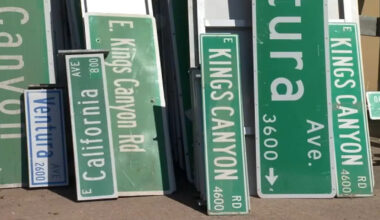 Canyon
Ventura
2600
E California AVE
800
E Kings Canyon Rd
E KINGS CANYON RD
4600
tura Ave.
3600 →
E KINGS CANYON RD
4600